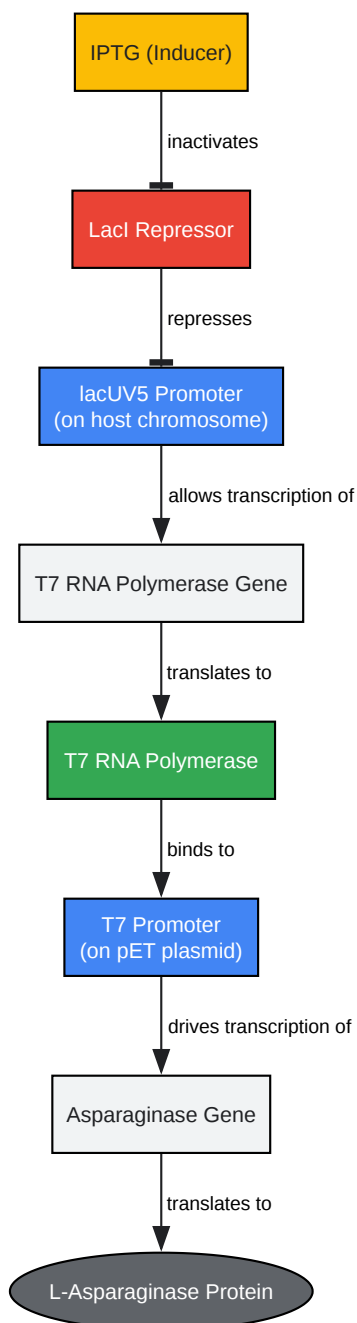 IPTG (Inducer)
inactivates
LacI Repressor
represses
lacUV5 Promoter
(on host chromosome)
allows transcription of
T7 RNA Polymerase Gene
translates to
T7 RNA Polymerase
binds to
T7 Promoter
(on pET plasmid)
drives transcription of
Asparaginase Gene
translates to
L-Asparaginase Protein